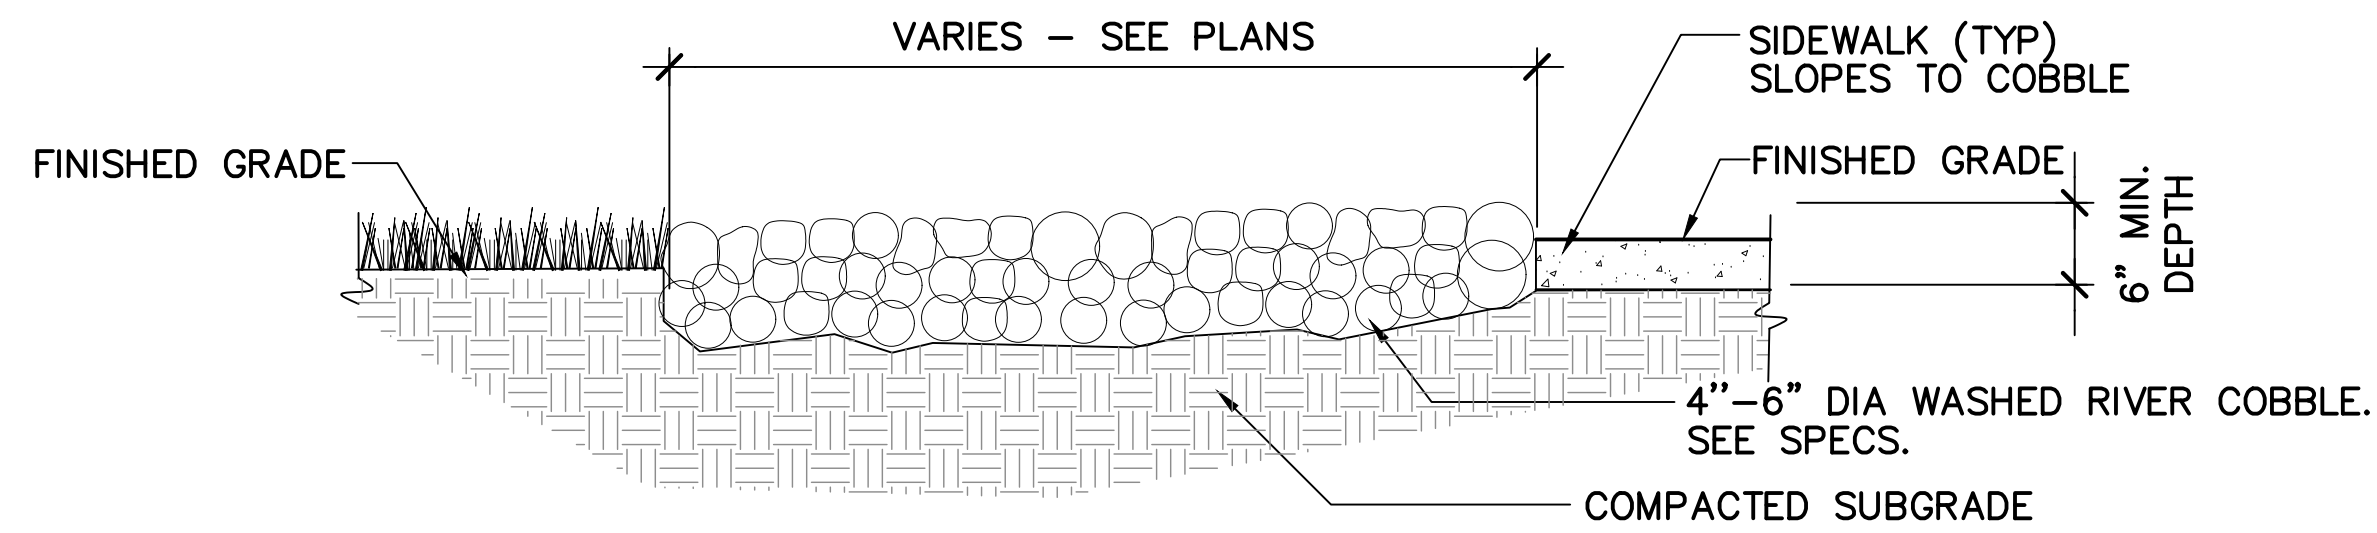 VARIES - SEE PLANS
SIDEWALK (TYP)
SLOPES TO COBBLE
FINISHED GRADE
FINISHED GRADE
6" MIN.
DEPTH
4''-6" DIA WASHED RIVER COBBLE.
SEE SPECS.
COMPACTED SUBGRADE